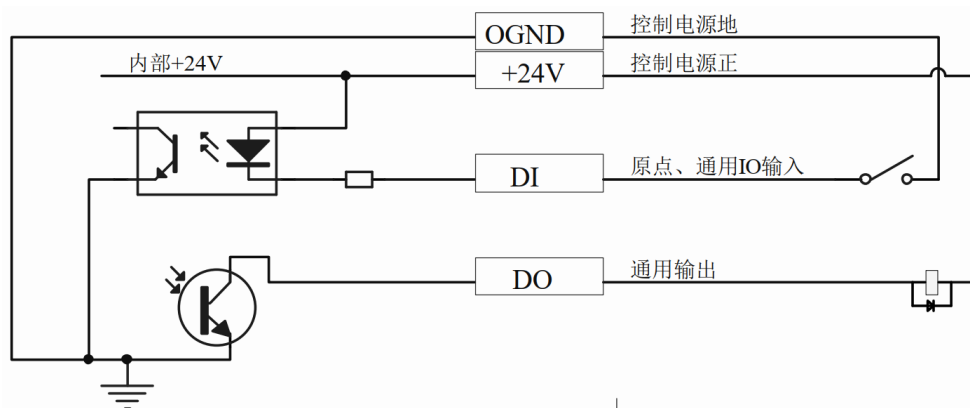 OGND 控制电源地
内部+24V +24V 控制电源正
DI 原点、通用IO输入
DO 通用输出